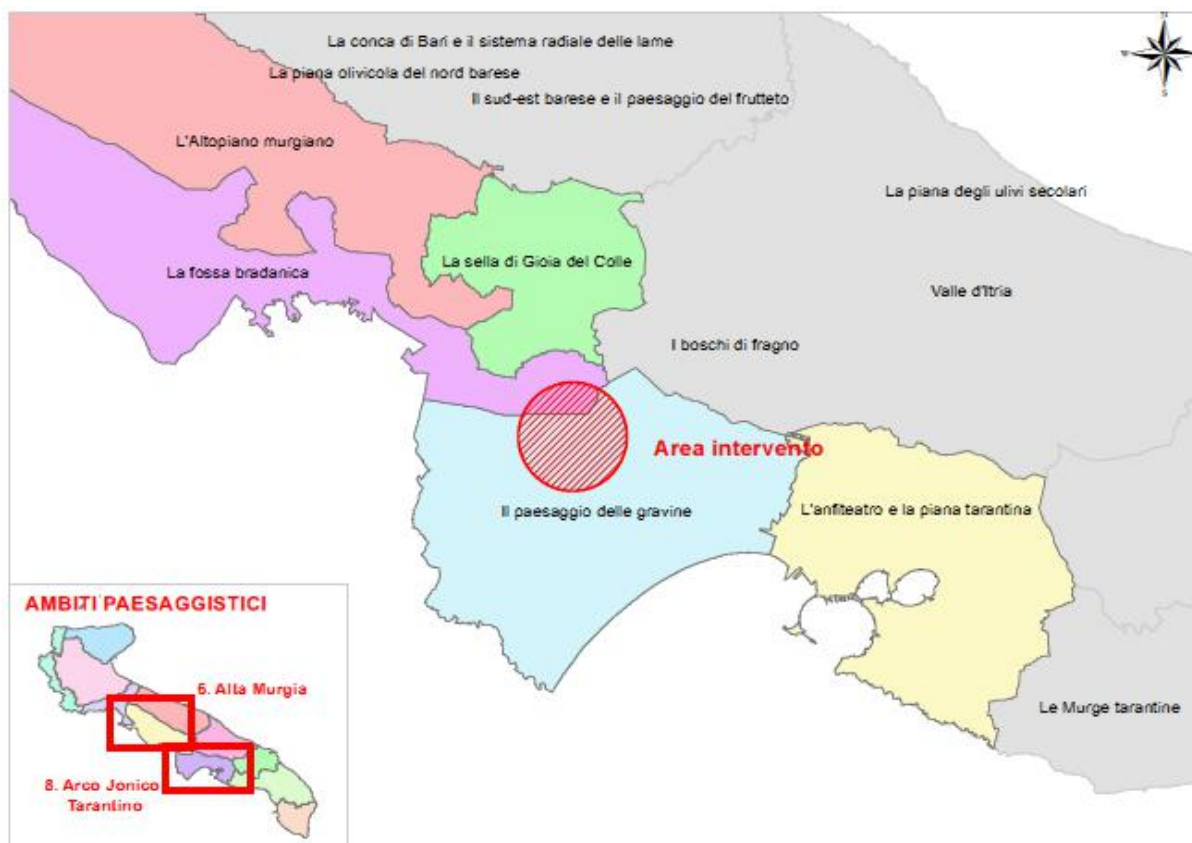 N
W
S
La conca di Bari e il sistema radiale delle lame
La piana olivicola del nord barese
Il sud-est barese e il paesaggio del frutteto
L'Altopiano murgiano
La piana degli ulivi secolari
La sella di Gioia del Colle
La fossa bradanica
Valle d'Itria
I boschi di fragno
Area intervento
Il paesaggio delle gravine
L'anfiteatro e la piana tarantina
Le Murge tarantine
AMBITI PAESAGGISTICI
6. Alta Murgia
8. Arco Jonico
Tarantino